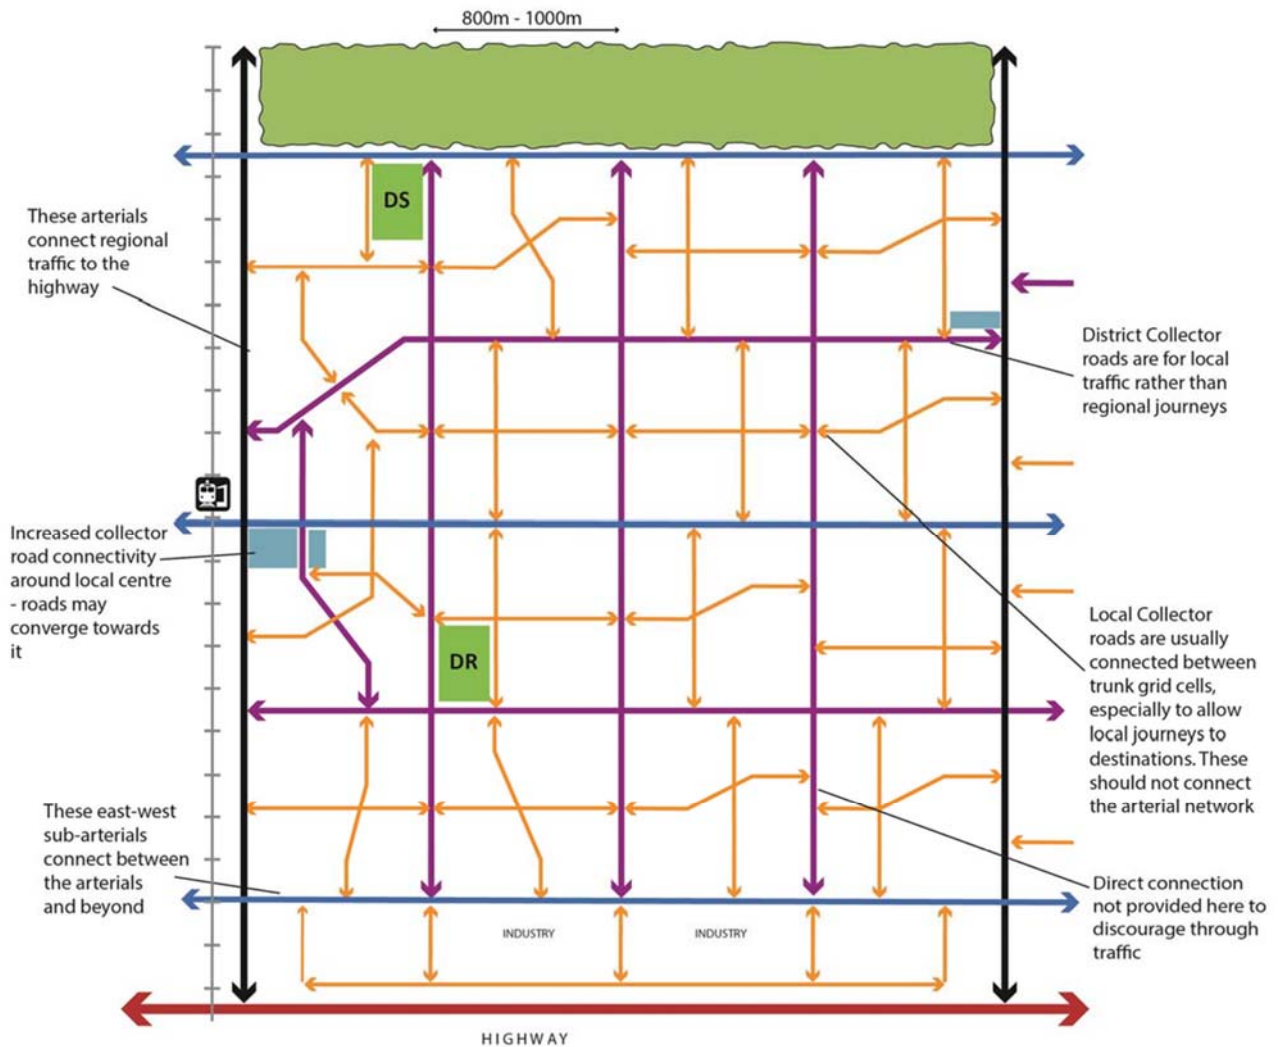 800m - 1000m
DS
These arterials
connect regional
traffic to the
highway
District Collector
roads are for local
traffic rather than
regional journeys
Increased collector
road connectivity
around local centre
- roads may
converge towards
it
DR
Local Collector
roads are usually
connected between
trunk grid cells,
especially to allow
local journeys to
destinations. These
should not connect
the arterial network
These east-west
sub-arterials
connect between
the arterials
and beyond
Direct connection
not provided here to
discourage through
traffic
INDUSTRY
INDUSTRY
HIGHWAY